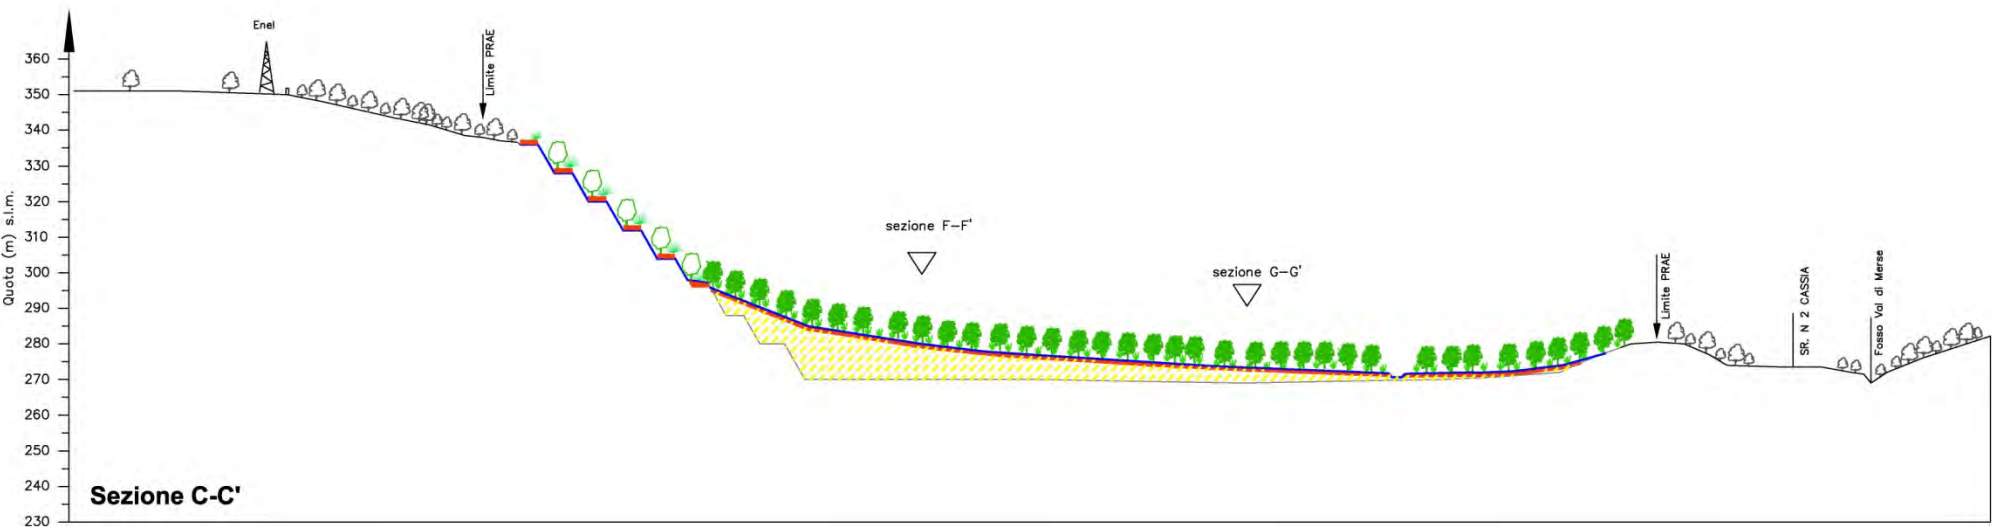 Enel
Limite PRAE
360
350
340
330
320
310
300
290
280
270
260
250
240
230
Quota (m) s.l.m.
sezione F-F'
sezione G-G'
Limite PRAE
SR. N 2 CASSIA
Fosso Val di Merse
Sezione C-C'